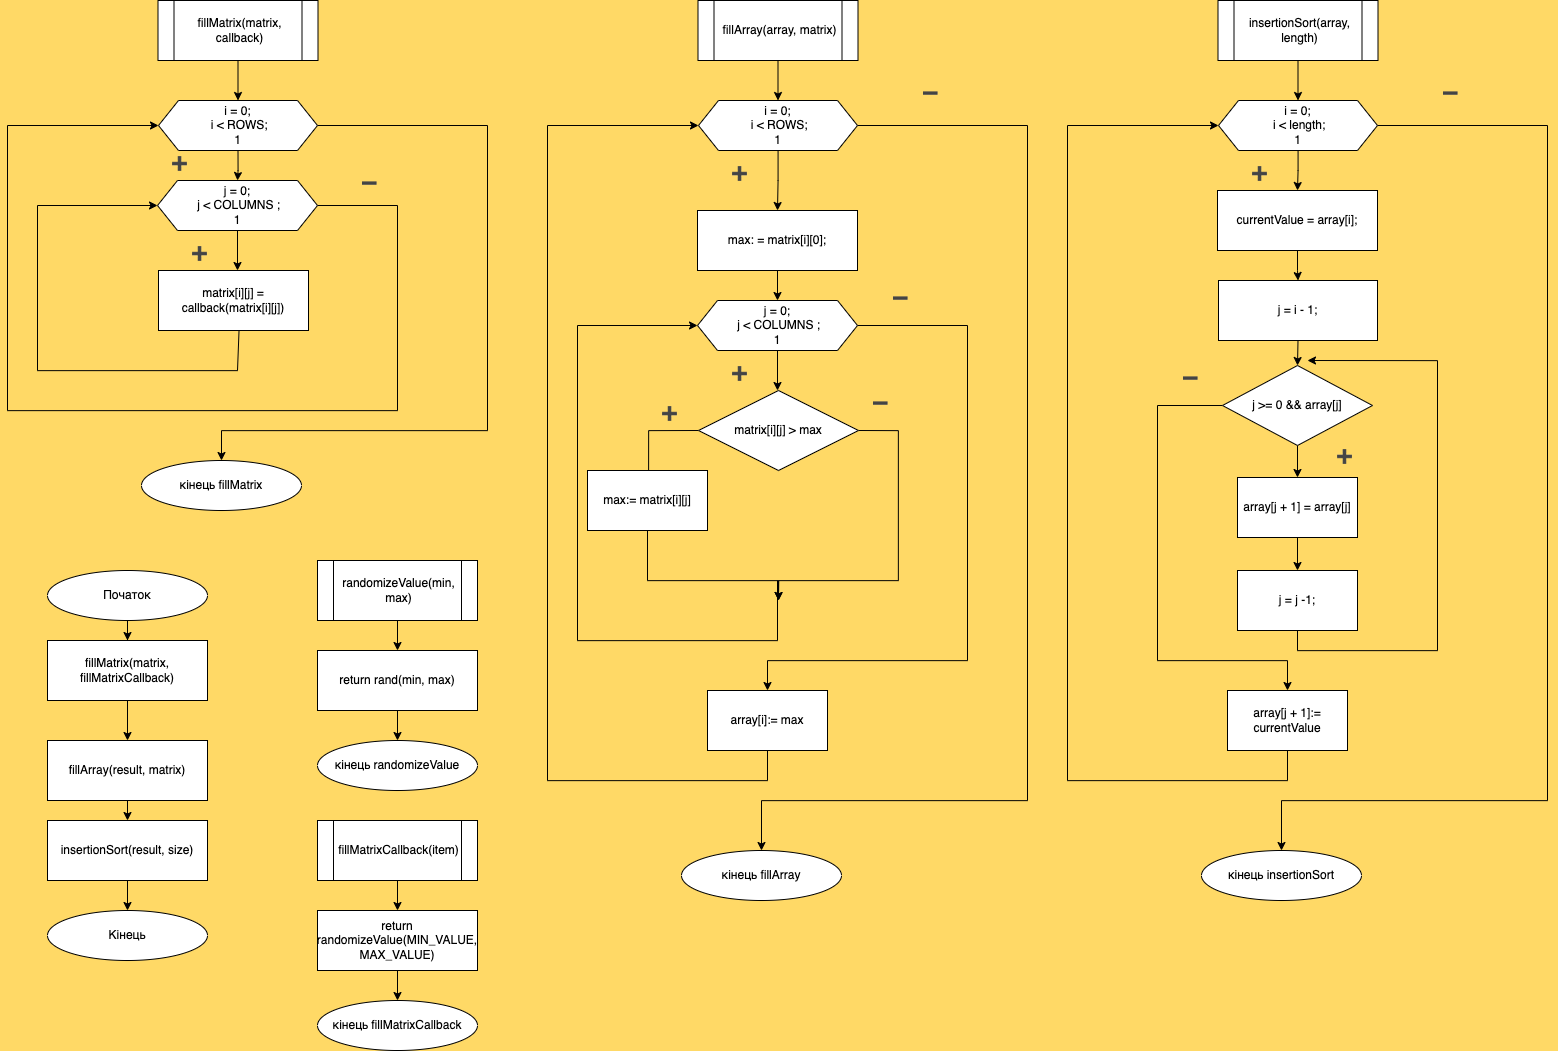 fillMatrix(matrix,
callback)
i = 0;
i < ROWS;
1
+
j = 0;
j < COLUMNS ;
1
−
+
matrix[i][j] =
callback(matrix[i][j])
кінець fillMatrix
Початок
fillMatrix(matrix,
fillMatrixCallback)
fillArray(result, matrix)
insertionSort(result, size)
Кінець
randomizeValue(min,
max)
return rand(min, max)
кінець randomizeValue
fillMatrixCallback(item)
return
randomizeValue(MIN_VALUE,
MAX_VALUE)
кінець fillMatrixCallback
fillArray(array, matrix)
−
i = 0;
i < ROWS;
1
+
max: = matrix[i][0];
−
j = 0;
j < COLUMNS ;
1
+
+
−
matrix[i][j] > max
max:= matrix[i][j]
array[i]:= max
кінець fillArray
insertionSort(array,
length)
−
i = 0;
i < length;
1
+
currentValue = array[i];
j = i - 1;
−
j >= 0 && array[j]
+
array[j + 1] = array[j]
j = j -1;
array[j + 1]:=
currentValue
кінець insertionSort